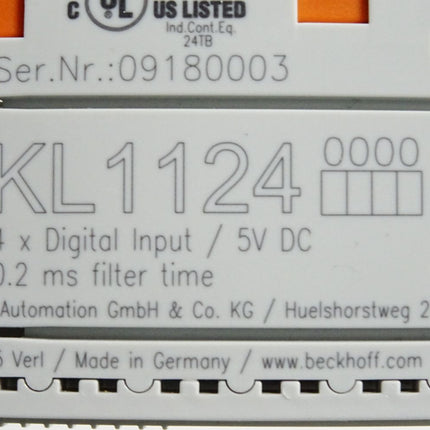 c UL US LISTED
Ind.Cont.Eq.
24TB
Ser.Nr.:09180003
KL1124 0000
4 x Digital Input / 5V DC
0.2 ms filter time
Automation GmbH & Co. KG / Huelshorstweg 2
Verl / Made in Germany / www.beckhoff.com